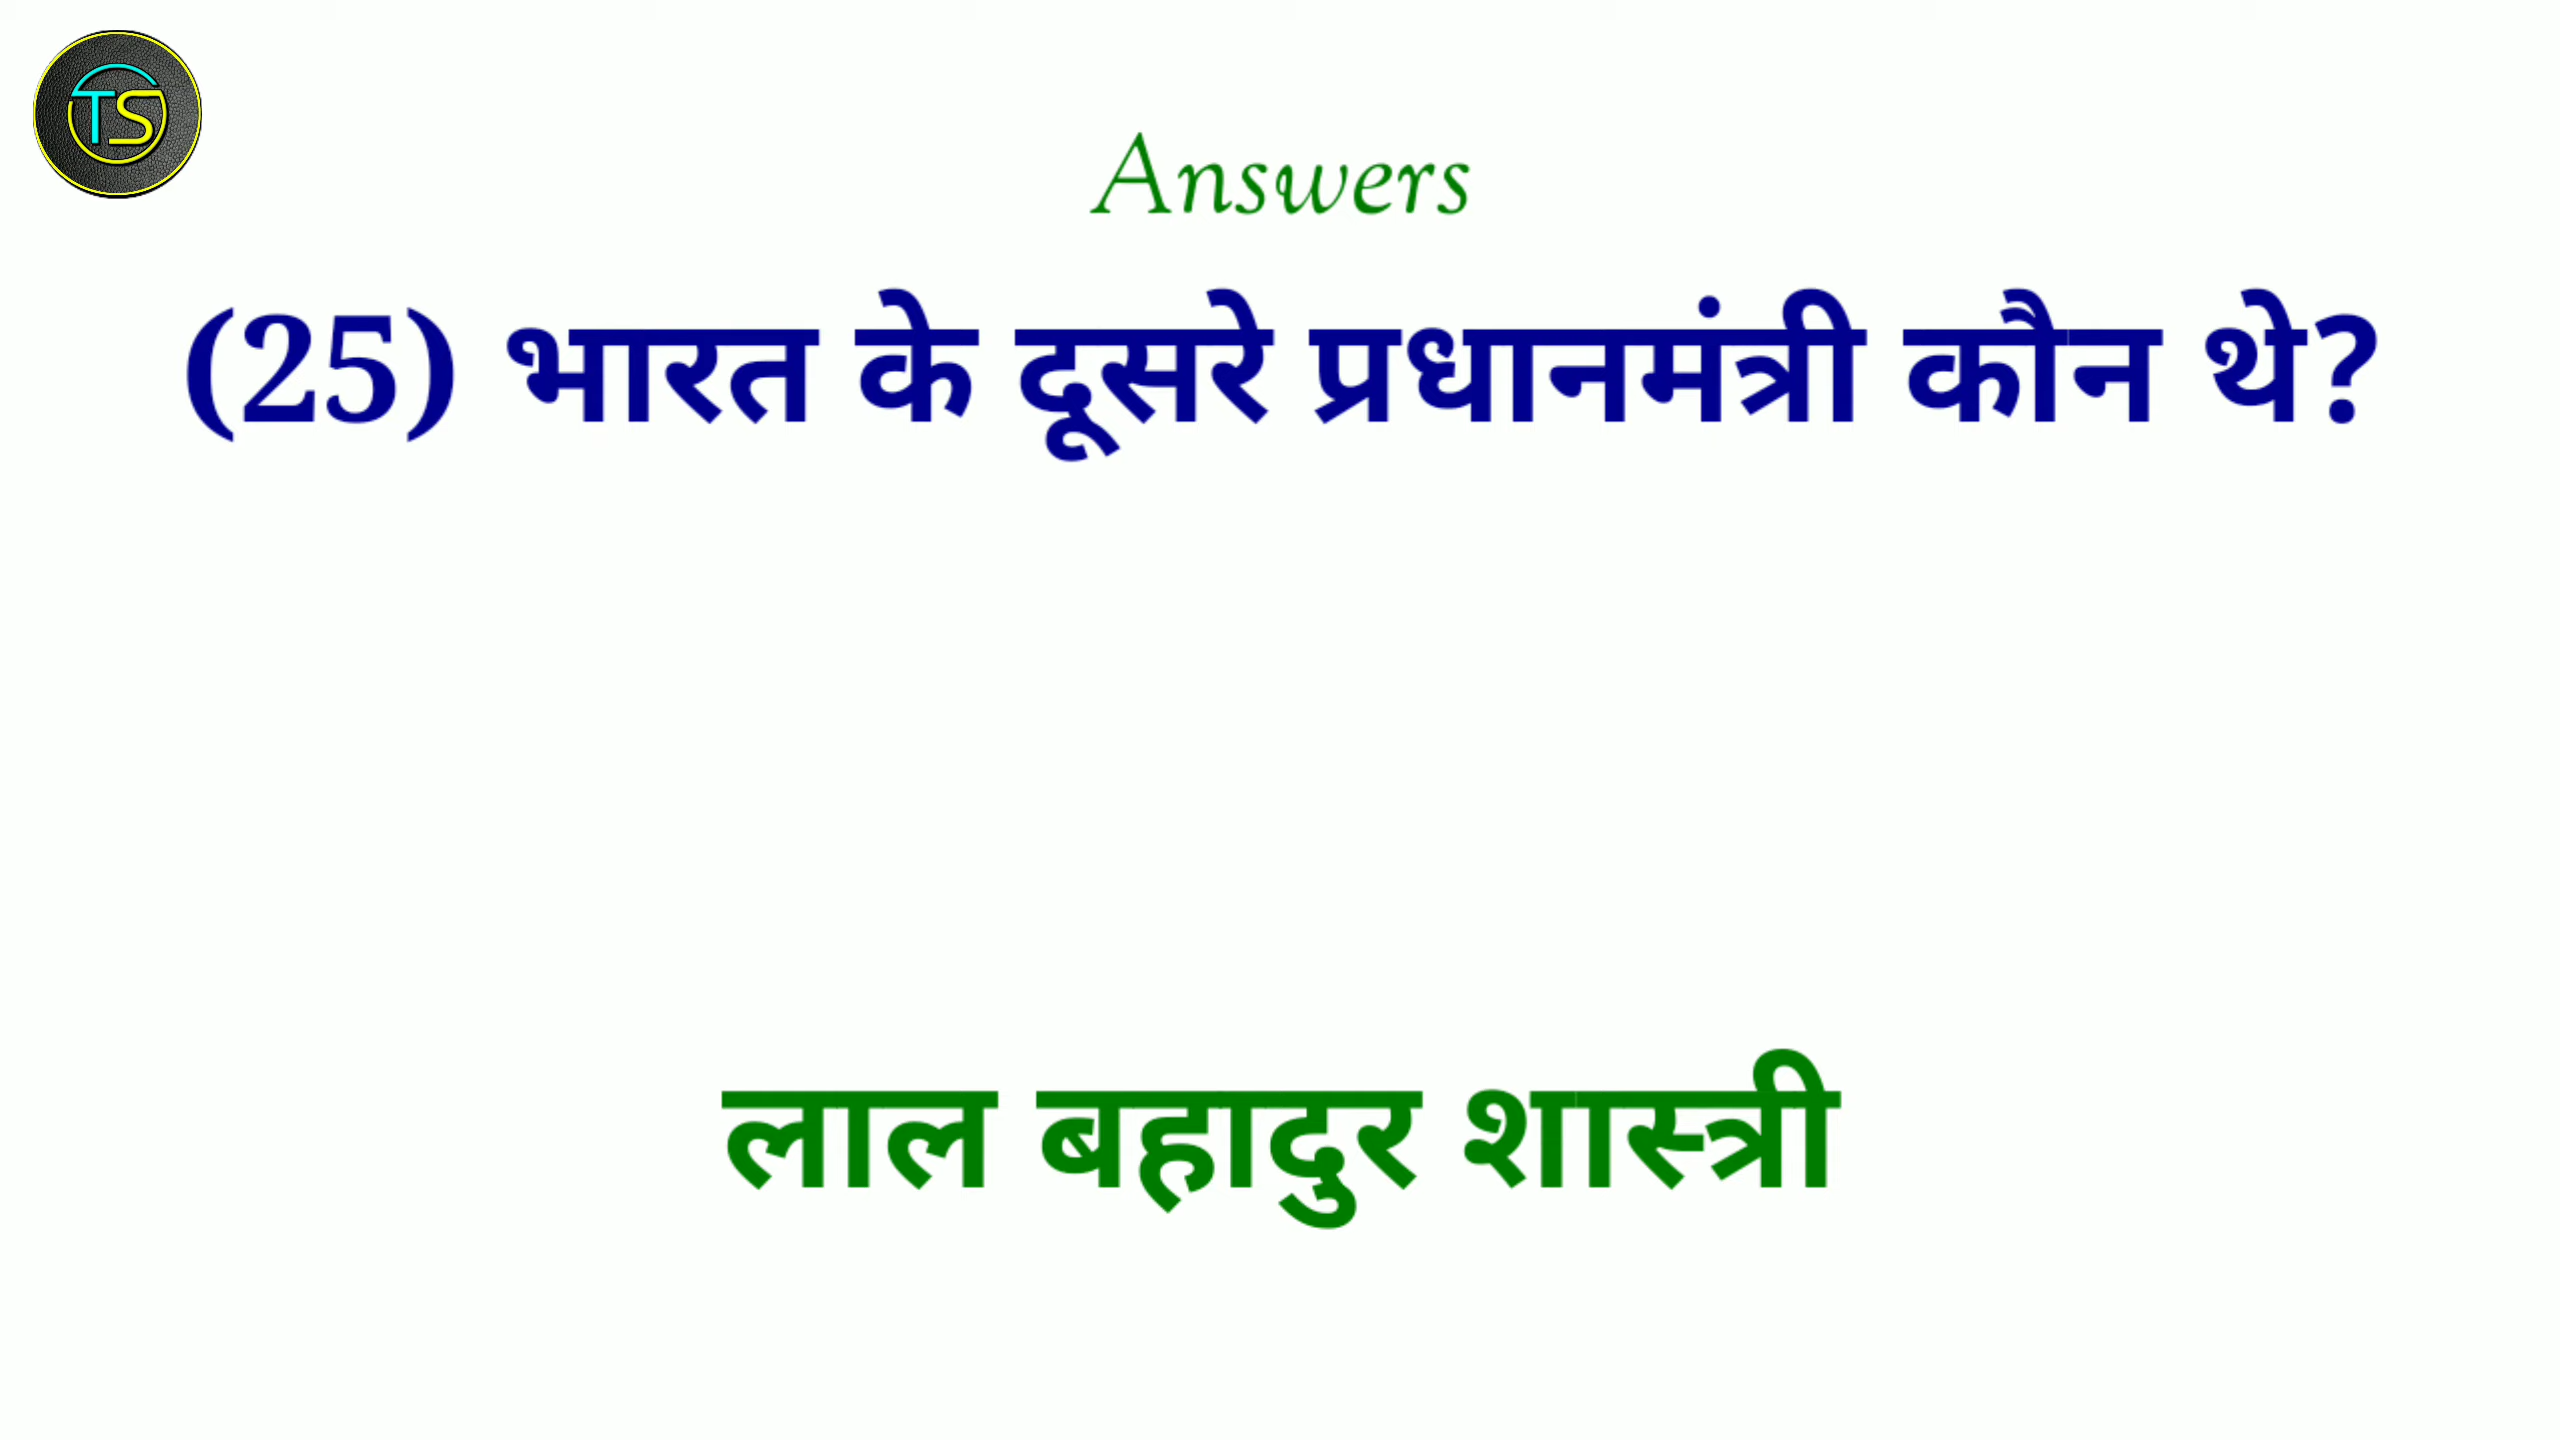 TS
Answers
(25) भारत के दूसरे प्रधानमंत्री कौन थे?
लाल बहादुर शास्त्री